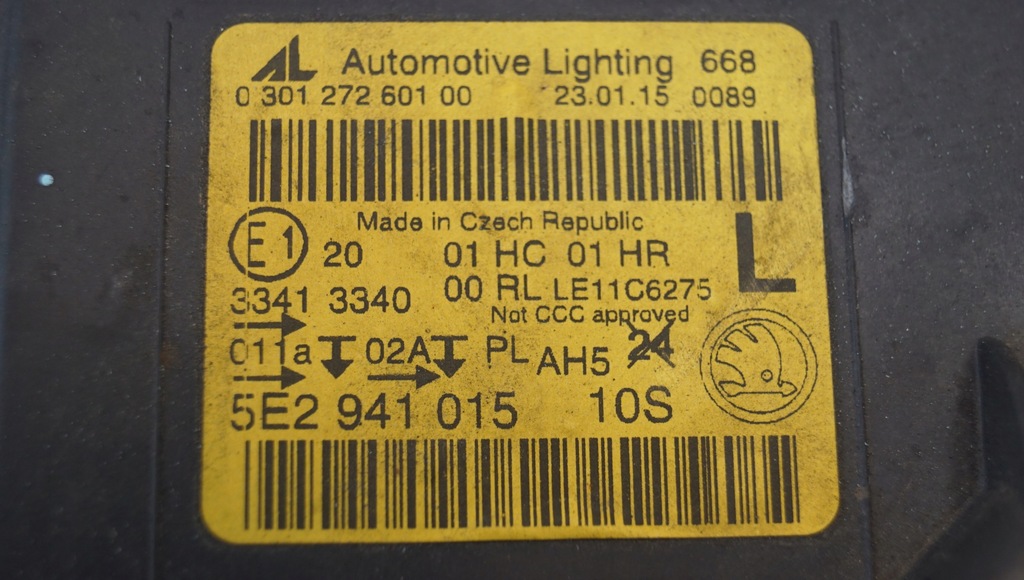 AL Automotive Lighting 668
0 301 272 601 00 23.01.15 0089
Made in Czech Republic
E1 20 01 HC 01 HR L
3341 3340 00 RL LE11C6275
Not CCC approved
011a 02A PL AH5 24
5E2 941 015 10S